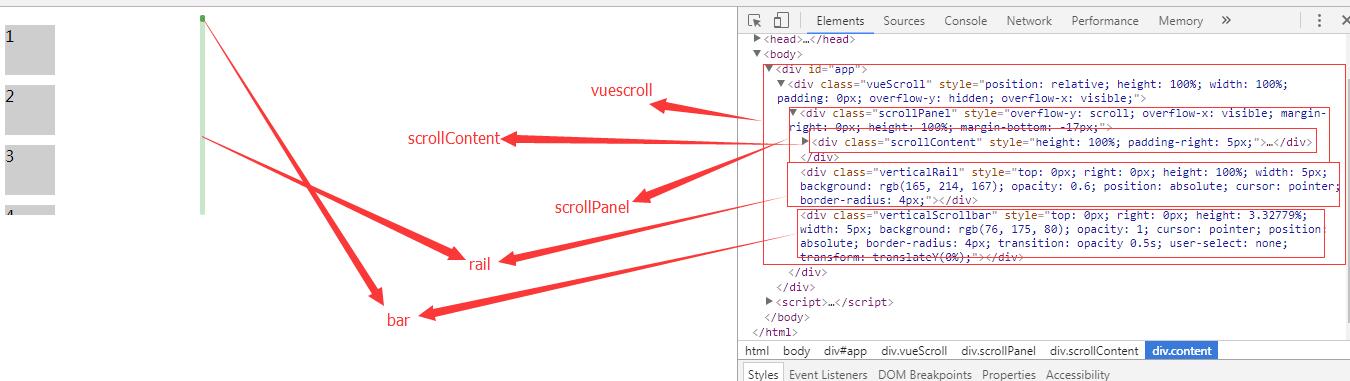 1
2
3
4
vuescroll
scrollContent
scrollPanel
rail
bar
Elements Sources Console Network Performance Memory »
<head>…</head>
<body>
<div id="app">
<div class="vueScroll" style="position: relative; height: 100%; width: 100%;
padding: 0px; overflow-y: hidden; overflow-x: visible;">
<div class="scrollPanel" style="overflow-y: scroll; overflow-x: visible; margin-
right: 0px; height: 100%; margin-bottom: -17px;">
<div class="scrollContent" style="height: 100%; padding-right: 5px;">…</div>
</div>
<div class="verticalRail" style="top: 0px; right: 0px; height: 100%; width: 5px;
background: rgb(165, 214, 167); opacity: 0.6; position: absolute; cursor: pointer;
border-radius: 4px;"></div>
<div class="verticalScrollbar" style="top: 0px; right: 0px; height: 3.32779%;
width: 5px; background: rgb(76, 175, 80); opacity: 1; cursor: pointer; position:
absolute; border-radius: 4px; transition: opacity 0.5s; user-select: none;
transform: translateY(0%);"></div>
</div>
</div>
<script>…</script>
</body>
</html>
html body div#app div.vueScroll div.scrollPanel div.scrollContent div.content
Styles Event Listeners DOM Breakpoints Properties Accessibility